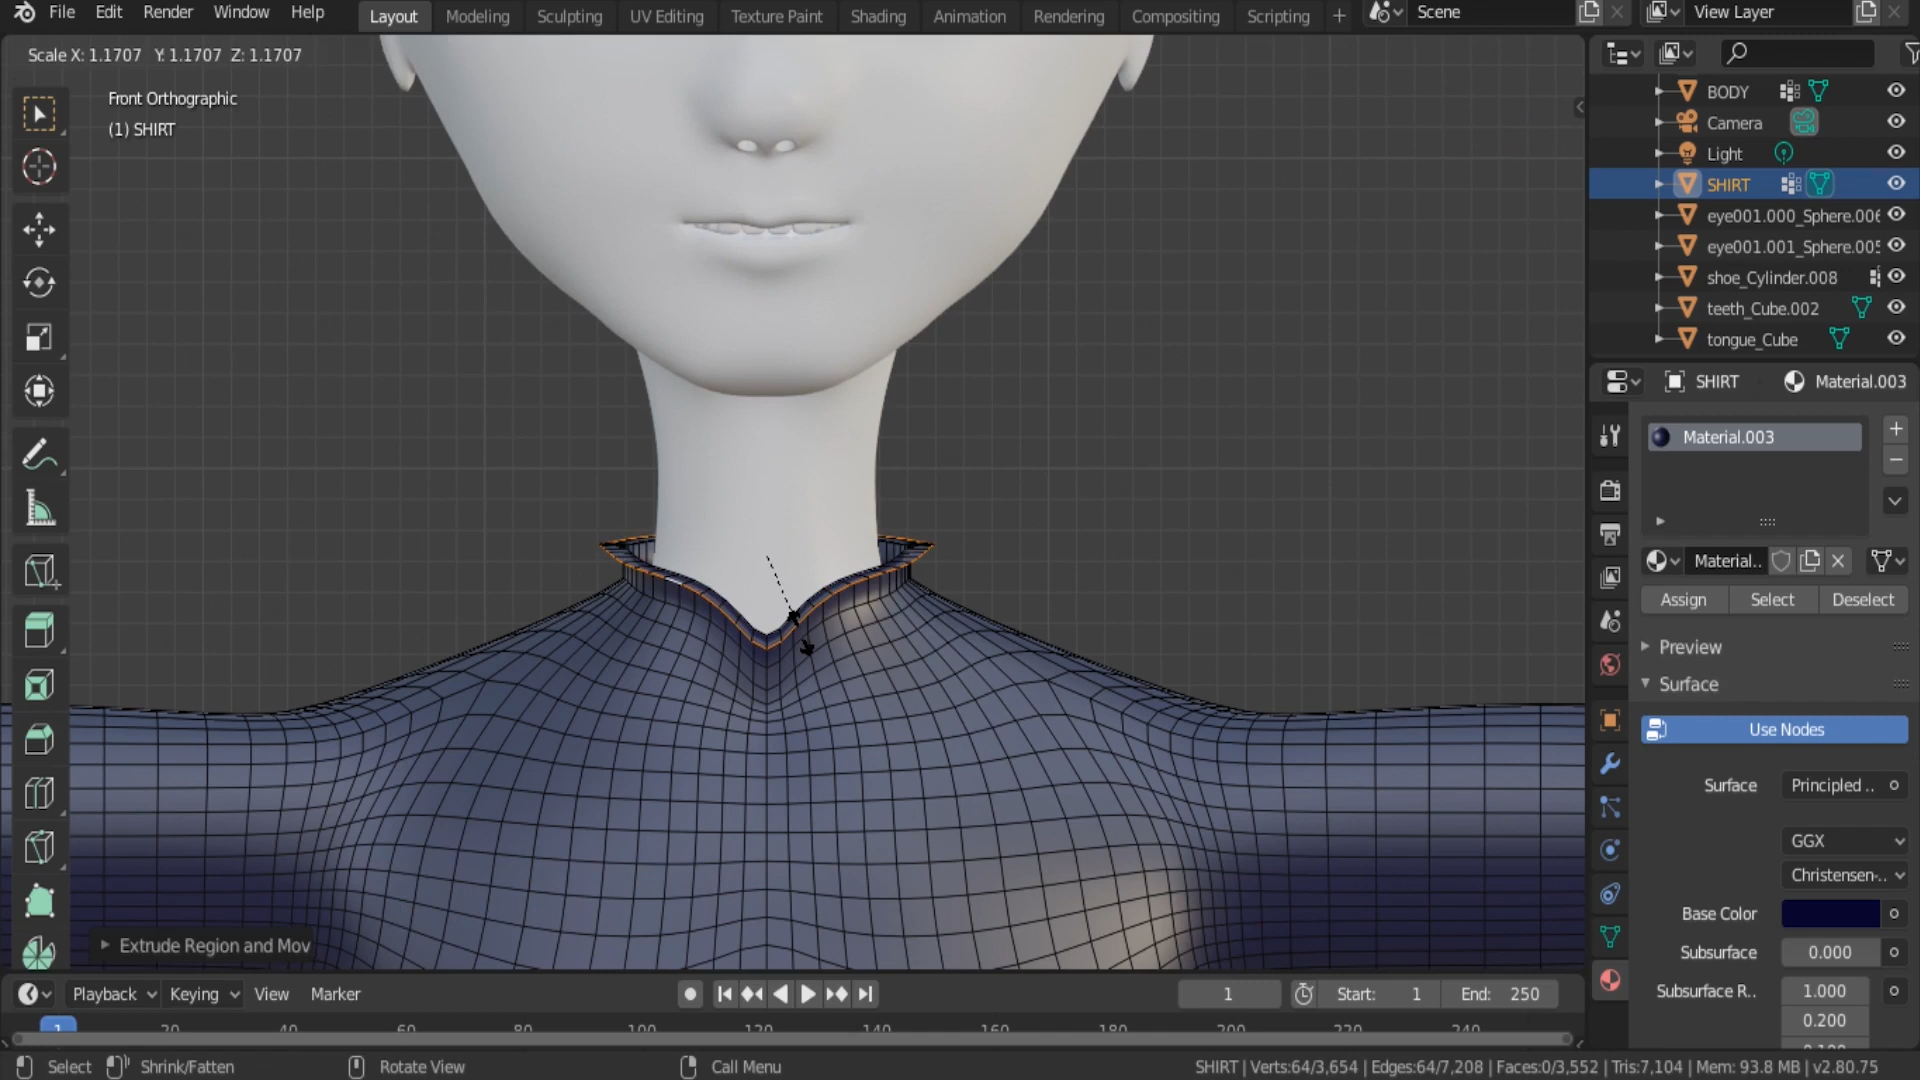 File Edit Render Window Help Layout Modeling Sculpting UV Editing Texture Paint Shading Animation Rendering Compositing Scripting + Scene View Layer
Scale X: 1.1707 Y: 1.1707 Z: 1.1707
Front Orthographic
(1) SHIRT
BODY
Camera
Light
SHIRT
eye001.000_Sphere.006
eye001.001_Sphere.005
shoe_Cylinder.008
teeth_Cube.002
tongue_Cube
SHIRT Material.003
Material.003
Material..
Assign Select Deselect
Preview
Surface
Use Nodes
Surface Principled ..
GGX
Christensen-..
Base Color
Subsurface 0.000
Subsurface R.. 1.000
0.200
Extrude Region and Mov
Playback Keying View Marker 1 Start: 1 End: 250
1 20 40 60 80 100 120 140 160 180 200 220 240
Select Shrink/Fatten Rotate View Call Menu SHIRT | Verts:64/3,654 | Edges:64/7,208 | Faces:0/3,552 | Tris:7,104 | Mem: 93.8 MB | v2.80.75